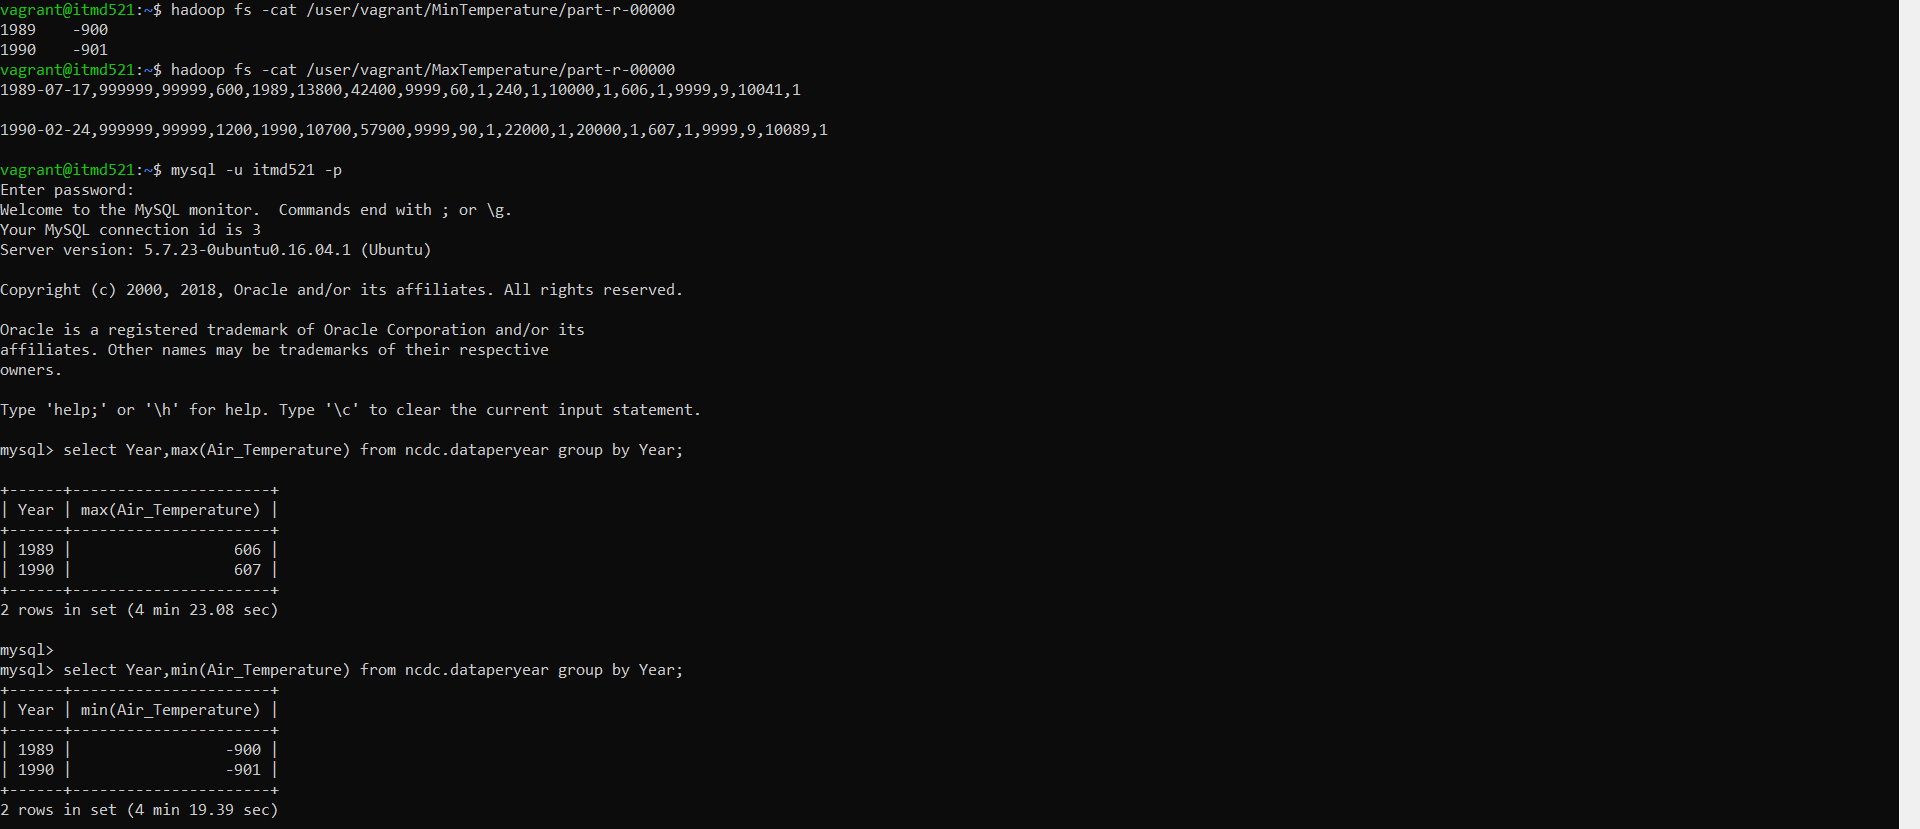 vagrant@itmd521:~$ hadoop fs -cat /user/vagrant/MinTemperature/part-r-00000
1989    -900
1990    -901
vagrant@itmd521:~$ hadoop fs -cat /user/vagrant/MaxTemperature/part-r-00000
1989-07-17,999999,99999,600,1989,13800,42400,9999,60,1,240,1,10000,1,606,1,9999,9,10041,1
1990-02-24,999999,99999,1200,1990,10700,57900,9999,90,1,22000,1,20000,1,607,1,9999,9,10089,1
vagrant@itmd521:~$ mysql -u itmd521 -p
Enter password:
Welcome to the MySQL monitor.  Commands end with ; or \g.
Your MySQL connection id is 3
Server version: 5.7.23-0ubuntu0.16.04.1 (Ubuntu)
Copyright (c) 2000, 2018, Oracle and/or its affiliates. All rights reserved.
Oracle is a registered trademark of Oracle Corporation and/or its
affiliates. Other names may be trademarks of their respective
owners.
Type 'help;' or '\h' for help. Type '\c' to clear the current input statement.
mysql> select Year,max(Air_Temperature) from ncdc.dataperyear group by Year;
+------+----------------------+
| Year | max(Air_Temperature) |
+------+----------------------+
| 1989 |                  606 |
| 1990 |                  607 |
+------+----------------------+
2 rows in set (4 min 23.08 sec)
mysql>
mysql> select Year,min(Air_Temperature) from ncdc.dataperyear group by Year;
+------+----------------------+
| Year | min(Air_Temperature) |
+------+----------------------+
| 1989 |                 -900 |
| 1990 |                 -901 |
+------+----------------------+
2 rows in set (4 min 19.39 sec)